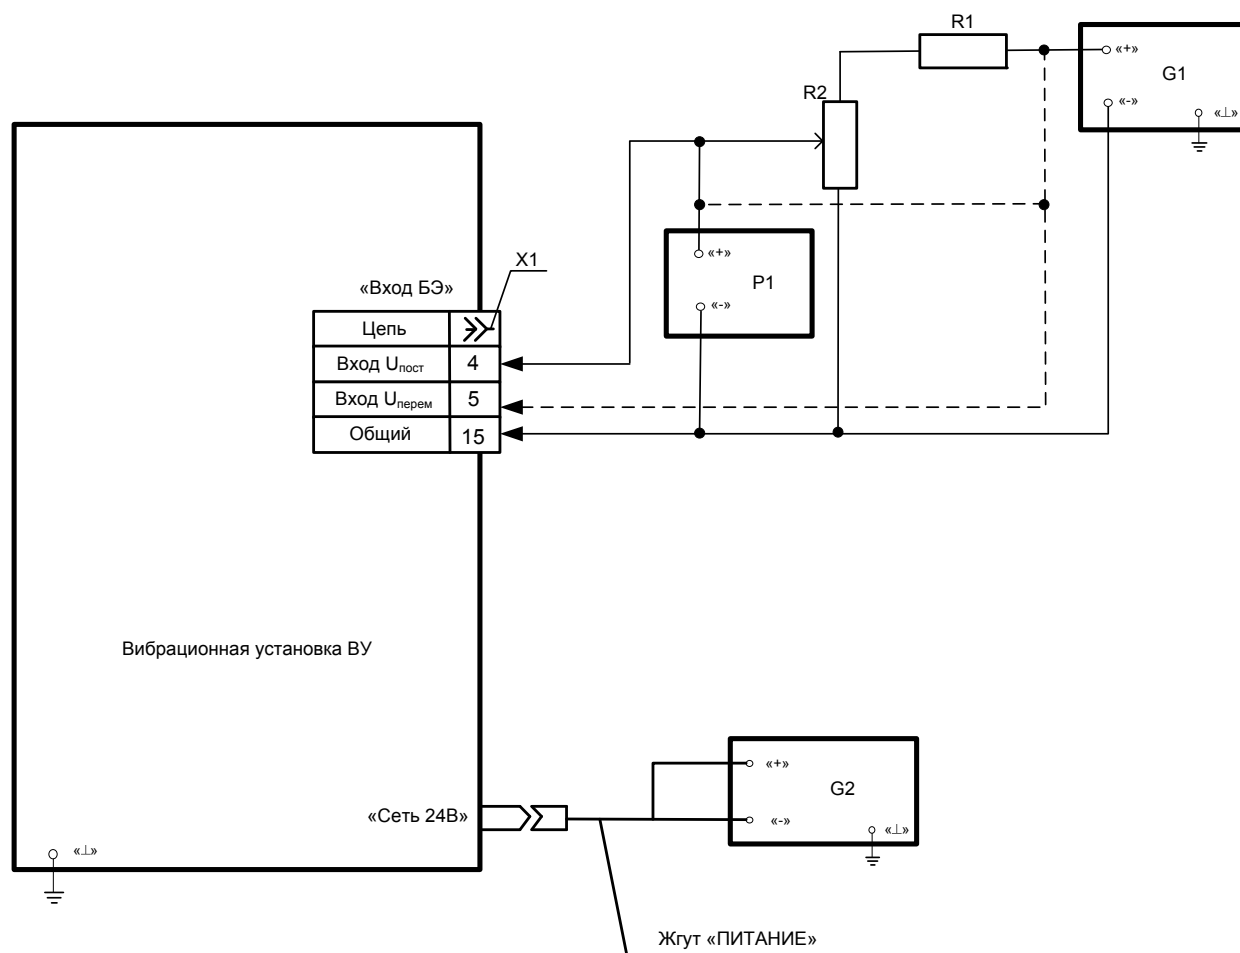 R1
«+»
G1
R2
«-»
«⊥»
X1
«Вход БЭ»
«+»
P1
«-»
Цепь
Вход Uпост
4
Вход Uперем
5
Общий
15
Вибрационная установка ВУ
«+»
G2
«Сеть 24В»
«-»
«⊥»
«⊥»
Жгут «ПИТАНИЕ»